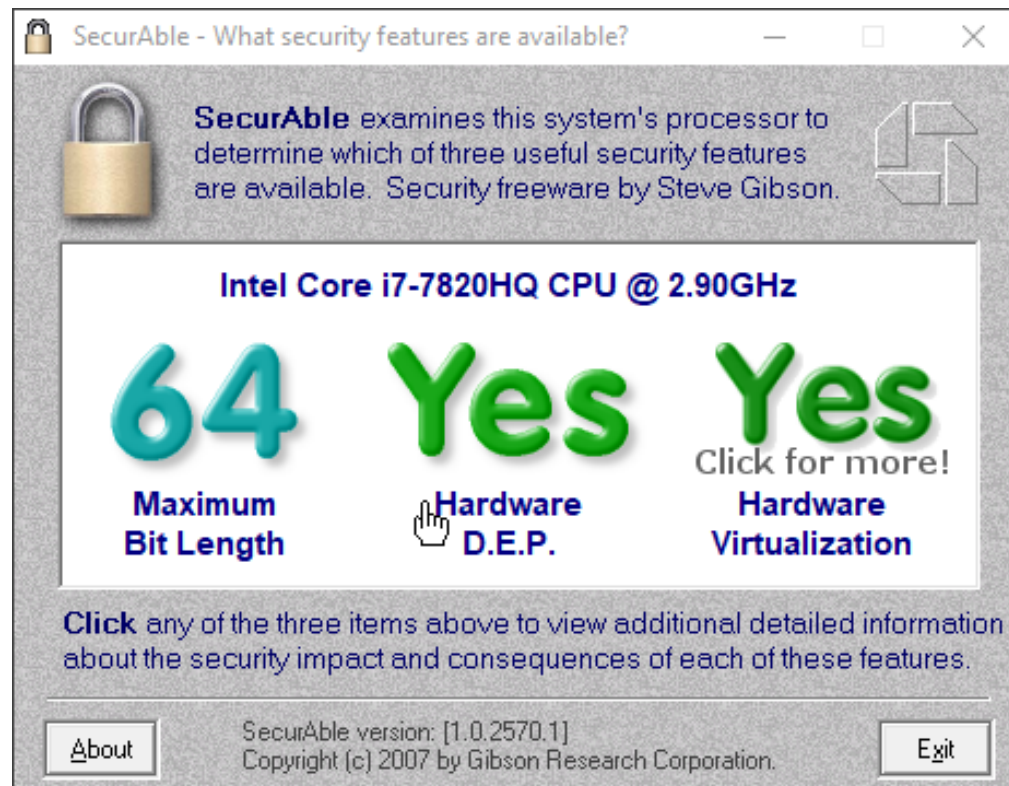 SecurAble - What security features are available?
SecurAble examines this system's processor to
determine which of three useful security features
are available. Security freeware by Steve Gibson.
Intel Core i7-7820HQ CPU @ 2.90GHz
64 Yes Yes
Click for more!
Maximum Hardware Hardware
Bit Length D.E.P. Virtualization
Click any of the three items above to view additional detailed information
about the security impact and consequences of each of these features.
About
SecurAble version: [1.0.2570.1]
Copyright (c) 2007 by Gibson Research Corporation.
Exit